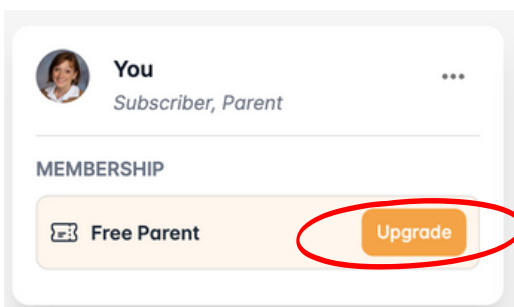 You
Subscriber, Parent
MEMBERSHIP
Free Parent
Upgrade